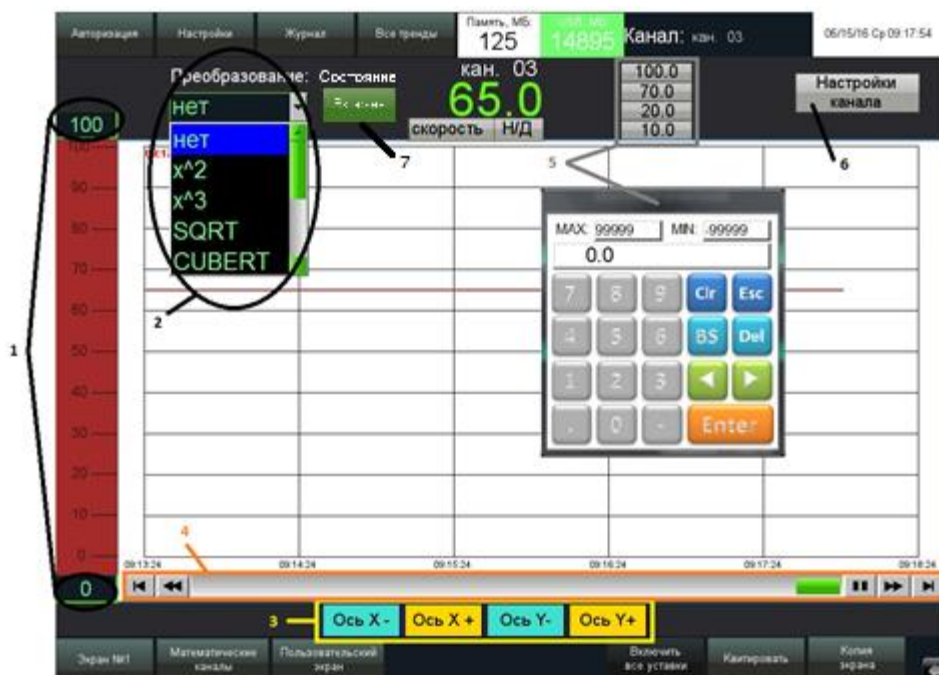 Авторизация Настройки Журнал Все тренды Память, МБ: 125 14895 Канал: кан. 03 06/15/16 Ср 09:17:54
Преобразование: Состояние кан. 03
нет 65.0
скорость Н/Д
100.0
70.0
20.0
10.0
Настройки
канала
100
нет
x^2
x^3
SQRT
CUBERT
7
5
6
2
1
100
90
80
70
60
50
40
30
20
10
0
MAX: 99999 MIN: -99999
0.0
7 8 9 Clr Esc
4 5 6 BS Del
1 2 3
. 0 - Enter
4
09:13:24 09:14:24 09:15:24 09:16:24 09:17:24 09:18:24
0
3 Ось X - Ось X + Ось Y- Ось Y+
Экран №1 Математические каналы Пользовательский экран Включить все уставки Квитировать Копия экрана